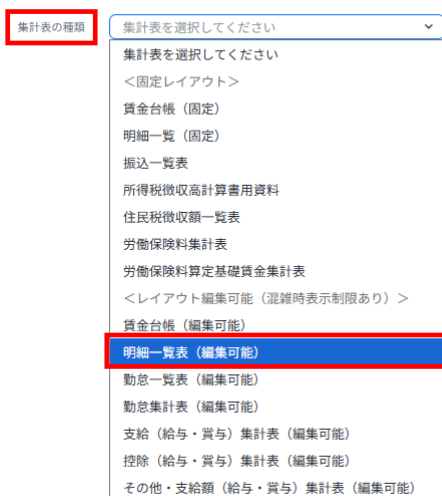 集計表の種類
集計表を選択してください
集計表を選択してください
＜固定レイアウト＞
賃金台帳（固定）
明細一覧（固定）
振込一覧表
所得税徴収高計算書用資料
住民税徴収額一覧表
労働保険料集計表
労働保険料算定基礎賃金集計表
＜レイアウト編集可能（混雑時表示制限あり）＞
賃金台帳（編集可能）
明細一覧表（編集可能）
勤怠一覧表（編集可能）
勤怠集計表（編集可能）
支給（給与・賞与）集計表（編集可能）
控除（給与・賞与）集計表（編集可能）
その他・支給額（給与・賞与）集計表（編集可能）